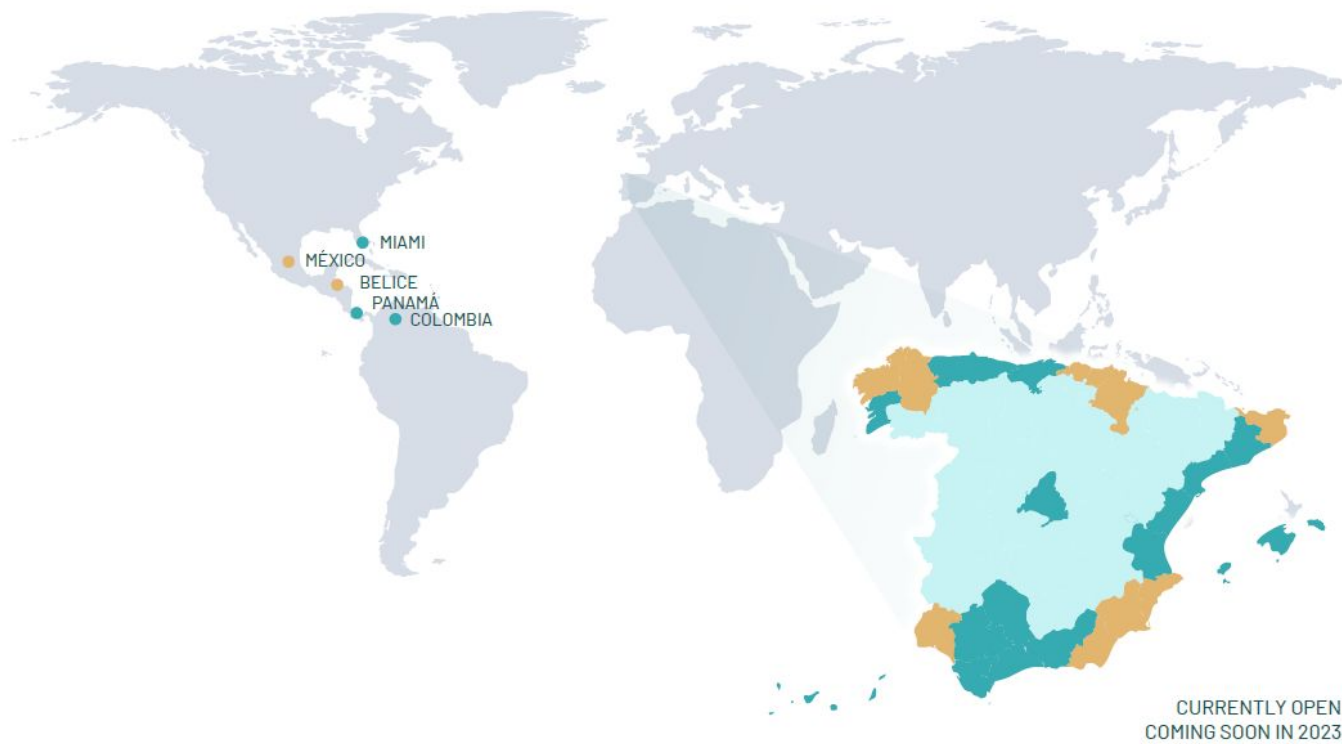 MIAMI
MÉXICO
BELICE
PANAMÁ
COLOMBIA
CURRENTLY OPEN
COMING SOON IN 2023